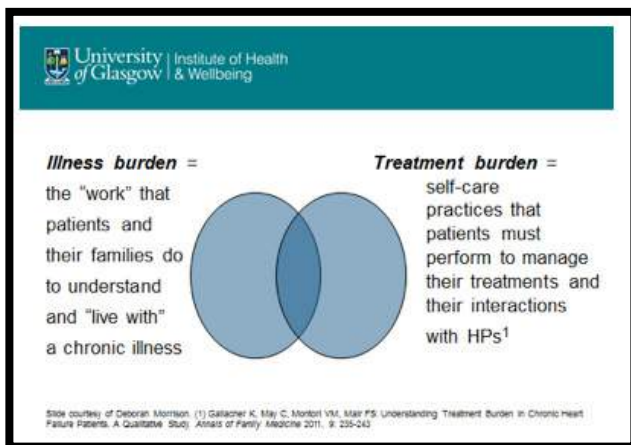 University of Glasgow
Institute of Health & Wellbeing
Illness burden =
the "work" that
patients and
their families do
to understand
and "live with"
a chronic illness
Treatment burden =
self-care
practices that
patients must
perform to manage
their treatments and
their interactions
with HPs1
Slide courtesy of Deborah Morrison. (1) Gallacher K, May C, Montori VM, Mair FS: Understanding Treatment Burden in Chronic Heart
Failure Patients. A Qualitative Study. Annals of Family Medicine 2011, 9: 235-243